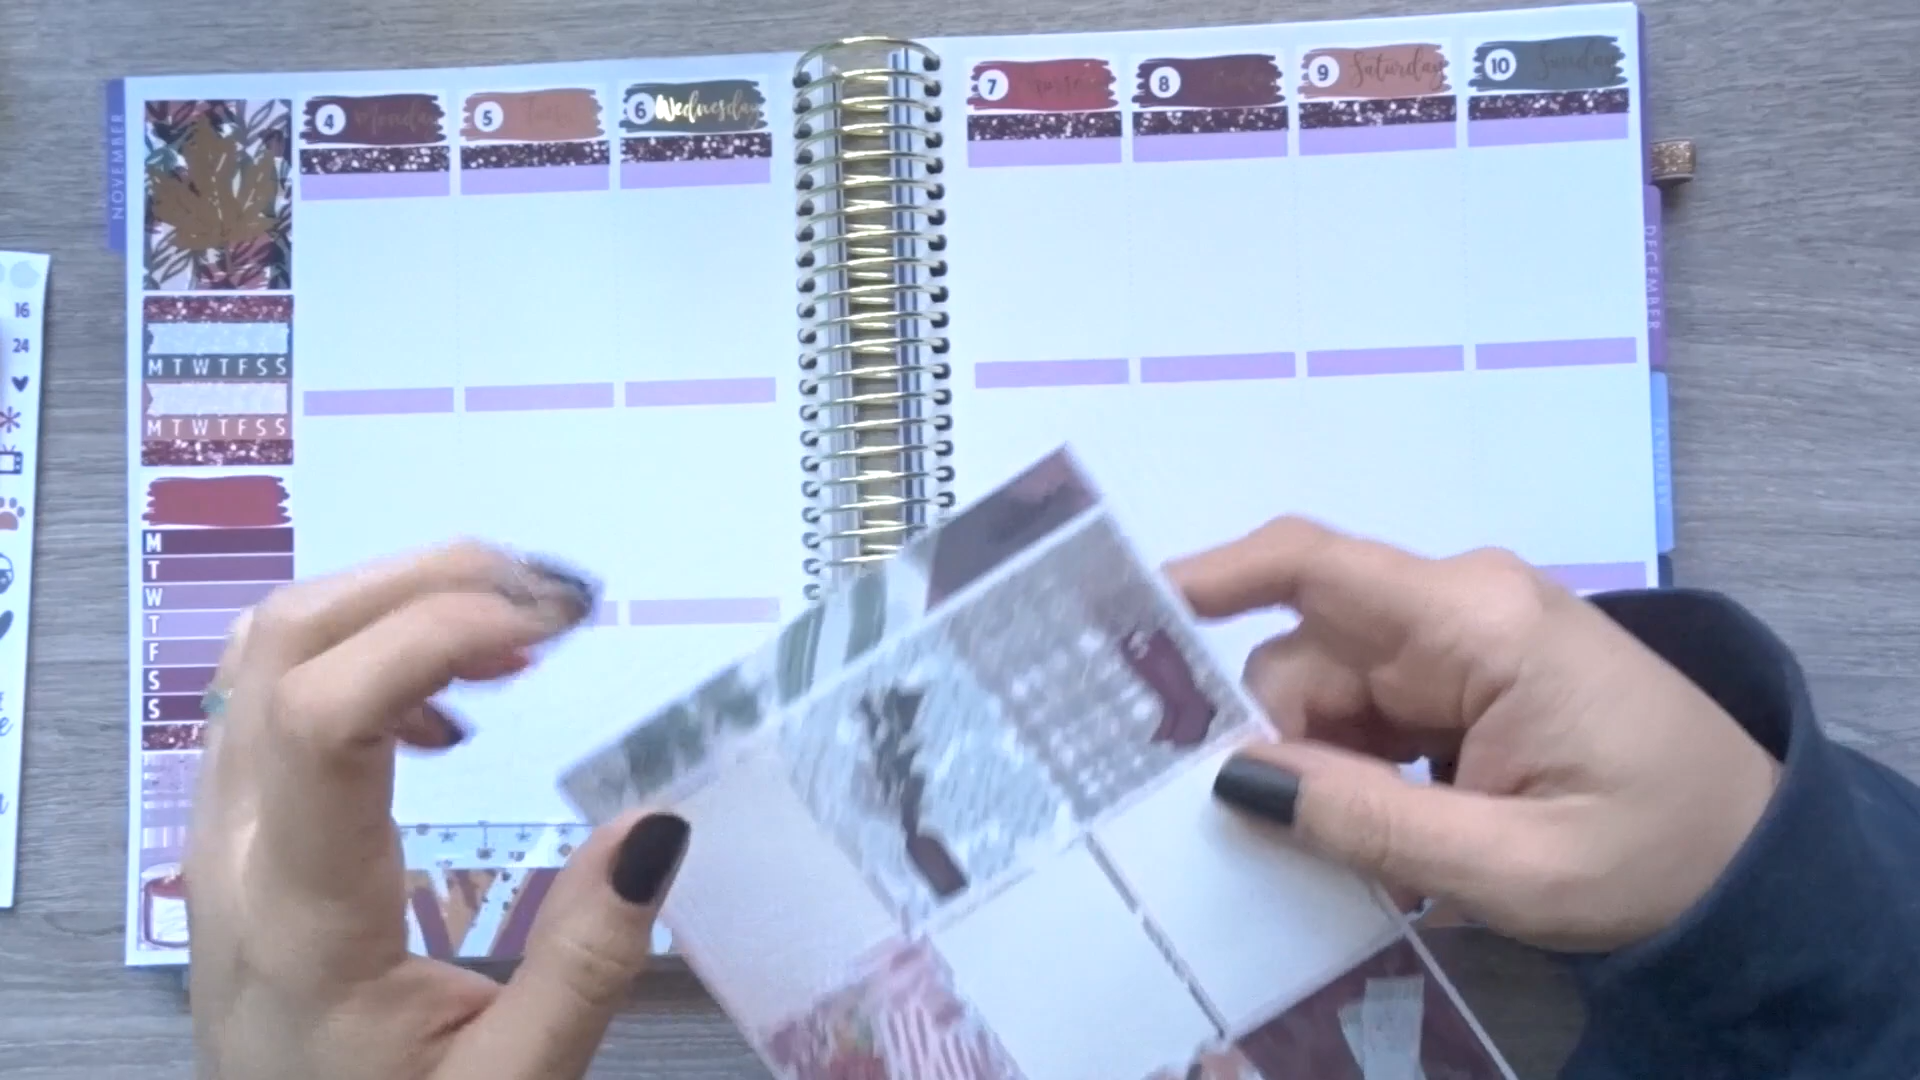 NOVEMBER
4 Monday
5
6 Wednesday
7
8
9 Saturday
10 Sunday
M T W T F S S
M T W T F S S
M
T
W
T
F
S
S
DECEMBER
16
24